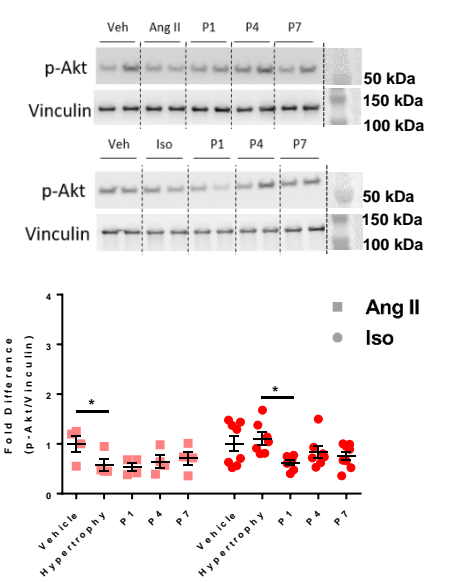 Veh Ang II P1 P4 P7
p-Akt
50 kDa
Vinculin
150 kDa
100 kDa
Veh Iso P1 P4 P7
p-Akt
50 kDa
150 kDa
Vinculin
100 kDa
4
3
2
1
0
Fold Difference
(p-Akt/Vinculin)
Ang II
Iso
*
*
Vehicle
Hypertrophy
P1
P4
P7
Vehicle
Hypertrophy
P1
P4
P7